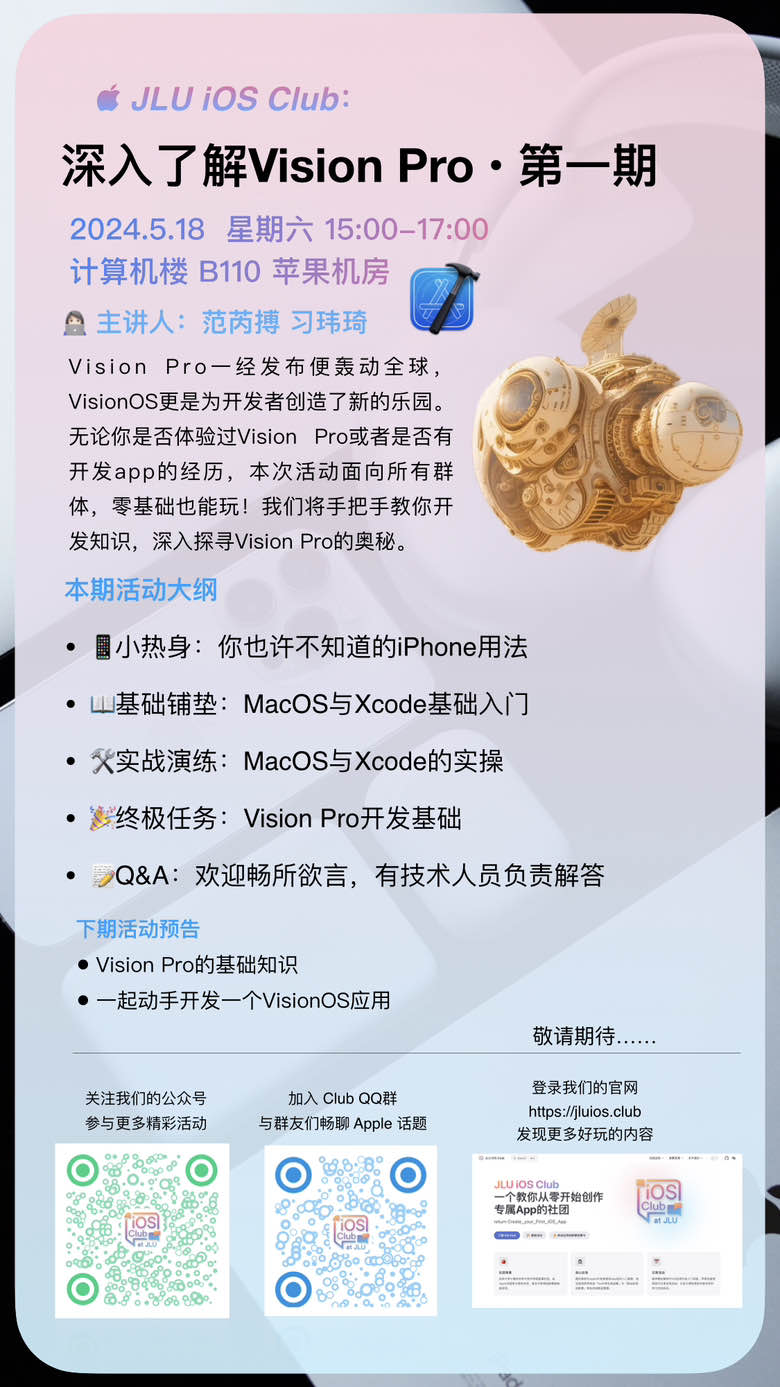 JLU iOS Club:
深入了解Vision Pro·第一期
2024.5.18 星期六 15:00-17:00
计算机楼 B110 苹果机房
主讲人：范芮搏 习玮琦
Vision Pro一经发布便轰动全球，
VisionOS更是为开发者创造了新的乐园。
无论你是否体验过Vision Pro或者是否有
开发app的经历，本次活动面向所有群
体，零基础也能玩！我们将手把手教你开
发知识，深入探寻Vision Pro的奥秘。
本期活动大纲
• 📱小热身：你也许不知道的iPhone用法
• 📖基础铺垫：MacOS与Xcode基础入门
• 🛠️实战演练：MacOS与Xcode的实操
• 🎉终极任务：Vision Pro开发基础
• 📝Q&A：欢迎畅所欲言，有技术人员负责解答
下期活动预告
● Vision Pro的基础知识
● 一起动手开发一个VisionOS应用
敬请期待……
关注我们的公众号
参与更多精彩活动
iOS
Club
at JLU
加入 Club QQ群
与群友们畅聊 Apple 话题
iOS
Club
at JLU
登录我们的官网
https://jluios.club
发现更多好玩的内容
JLU iOS Club
一个教你从零开始创作
专属App的社团
return Create_your_First_iOS_App
iOS
Club
at JLU